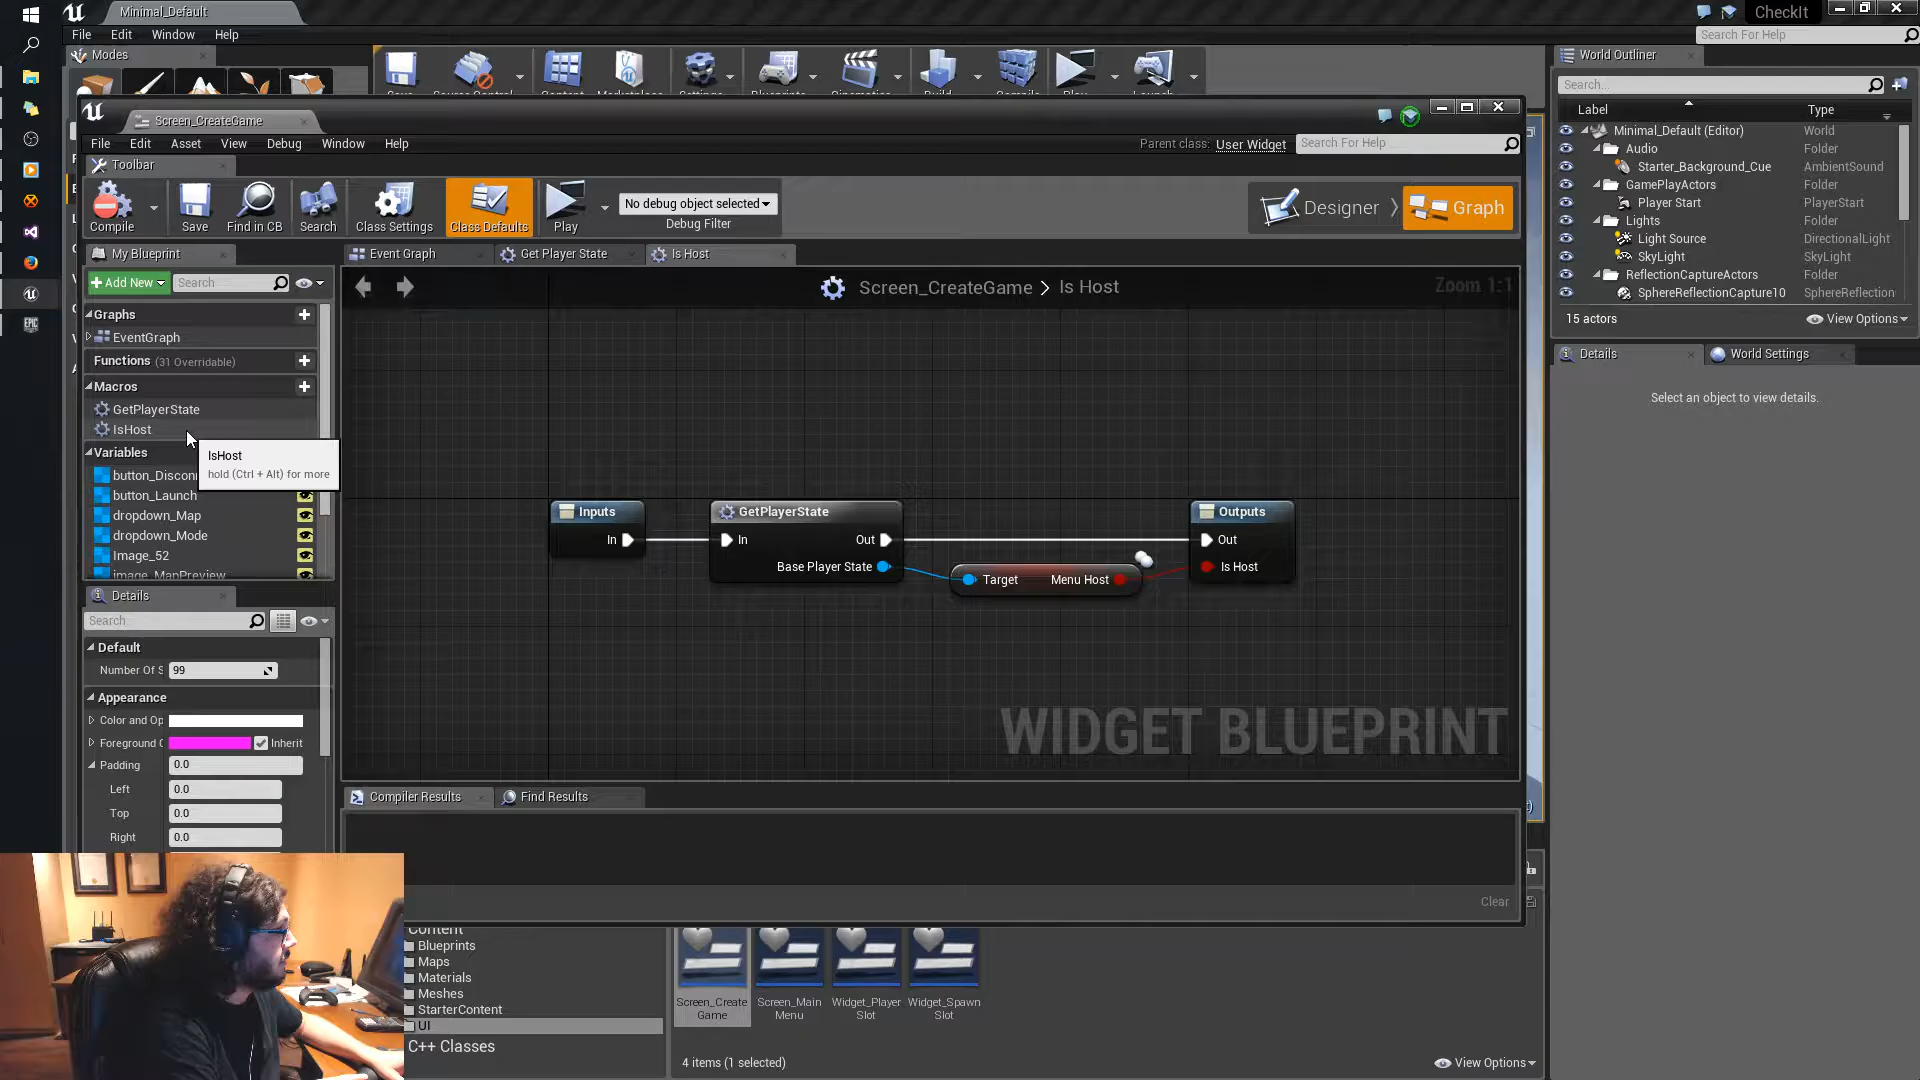 Minimal_Default
CheckIt
File Edit Window Help
Search For Help
Modes
World Outliner
Search...
Label Type
Minimal_Default (Editor) World
Audio Folder
Starter_Background_Cue AmbientSound
GamePlayActors Folder
Player Start PlayerStart
Lights Folder
Light Source DirectionalLight
SkyLight SkyLight
ReflectionCaptureActors Folder
SphereReflectionCapture10 SphereReflection
15 actors View Options
Details World Settings
Select an object to view details.
Screen_CreateGame
File Edit Asset View Debug Window Help
Parent class: User Widget
Search For Help
Toolbar
Compile Save Find in CB Search Class Settings Class Defaults Play
No debug object selected
Debug Filter
Designer Graph
My Blueprint
Event Graph Get Player State Is Host
Add New Search
Screen_CreateGame > Is Host
Zoom 1:1
Graphs
EventGraph
Functions (31 Overridable)
Macros
GetPlayerState
IsHost
Variables
IsHost
hold (Ctrl + Alt) for more
button_Disconn
button_Launch
dropdown_Map
dropdown_Mode
Image_52
image_MapPreview
Inputs
In
GetPlayerState
In Out
Base Player State
Target Menu Host
Outputs
Out
Is Host
WIDGET BLUEPRINT
Details
Search
Default
Number Of S 99
Appearance
Color and Op
Foreground C Inherit
Padding 0.0
Left 0.0
Top 0.0
Right 0.0
Compiler Results Find Results
Clear
Content
Blueprints
Maps
Materials
Meshes
StarterContent
UI
C++ Classes
Screen_Create
Game
Screen_Main
Menu
Widget_Player
Slot
Widget_Spawn
Slot
4 items (1 selected)
View Options